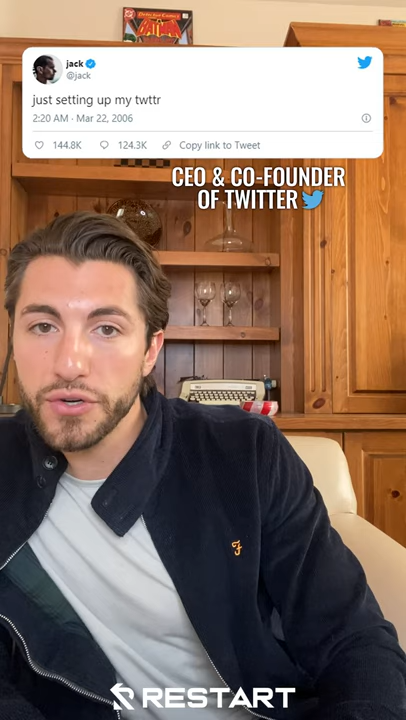 BATMAN
jack
@jack
just setting up my twttr
2:20 AM · Mar 22, 2006
144.8K 124.3K Copy link to Tweet
CEO & CO-FOUNDER
OF TWITTER
F
RESTART